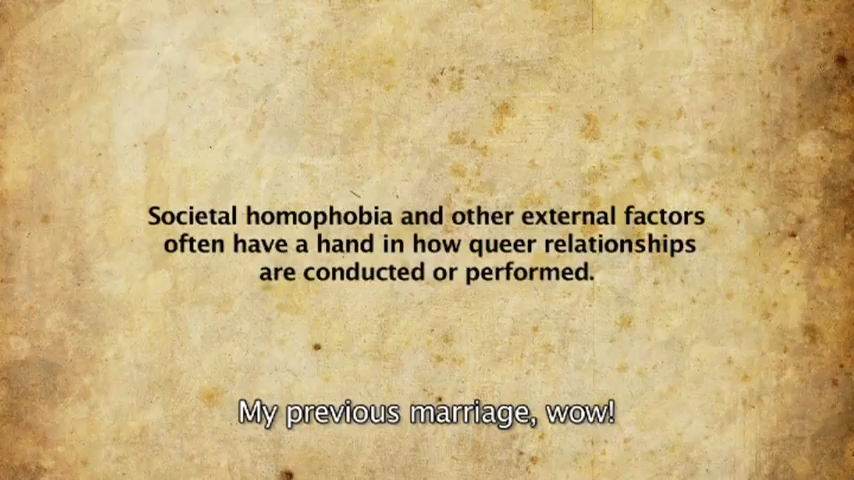 Societal homophobia and other external factors
often have a hand in how queer relationships
are conducted or performed.
My previous marriage, wow!